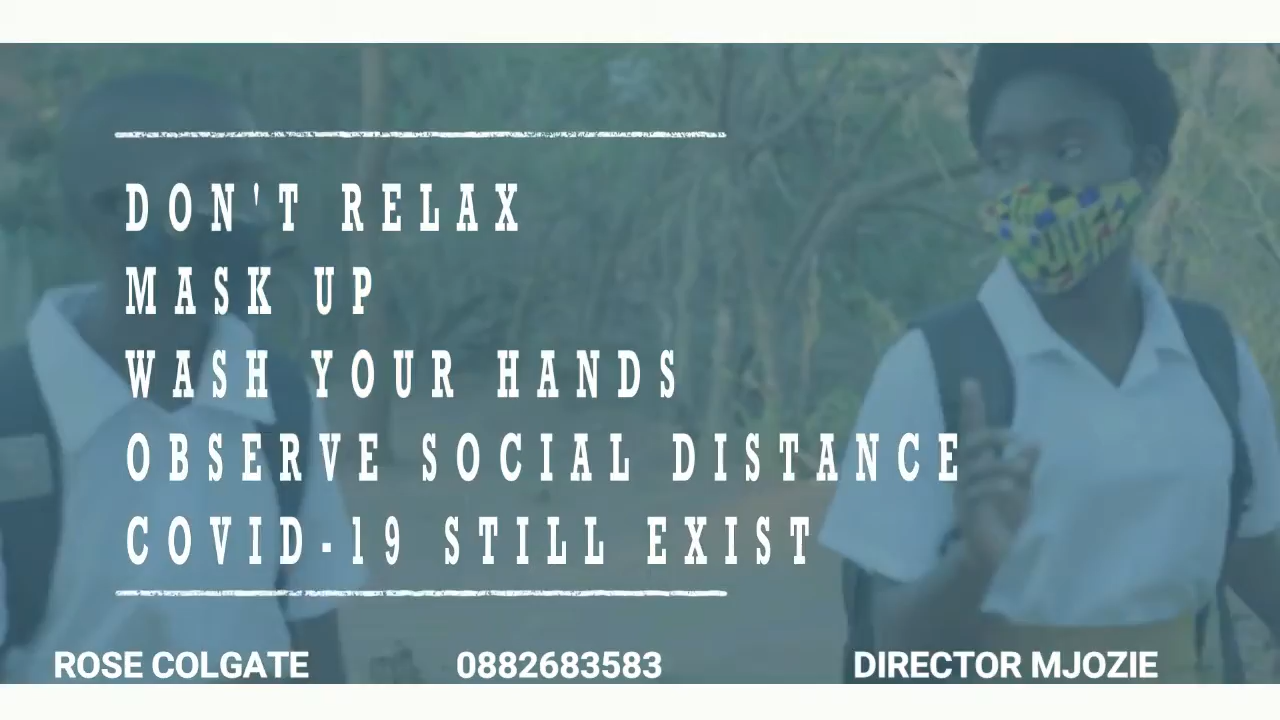 DON'T RELAX
MASK UP
WASH YOUR HANDS
OBSERVE SOCIAL DISTANCE
COVID-19 STILL EXIST
ROSE COLGATE 0882683583 DIRECTOR MJOZIE